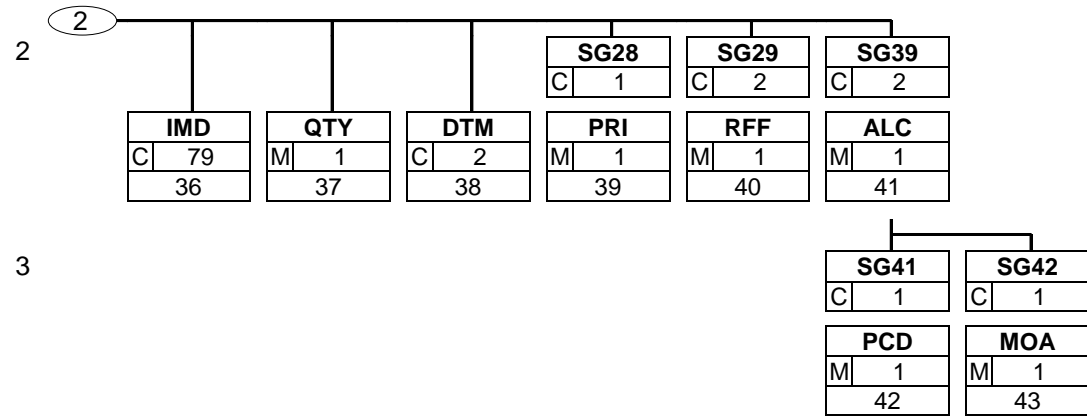 2
2
SG28 SG29 SG39
C 1 C 2 C 2
IMD QTY DTM PRI RFF ALC
C 79 M 1 C 2 M 1 M 1 M 1
36 37 38 39 40 41
3
SG41 SG42
C 1 C 1
PCD MOA
M 1 M 1
42 43